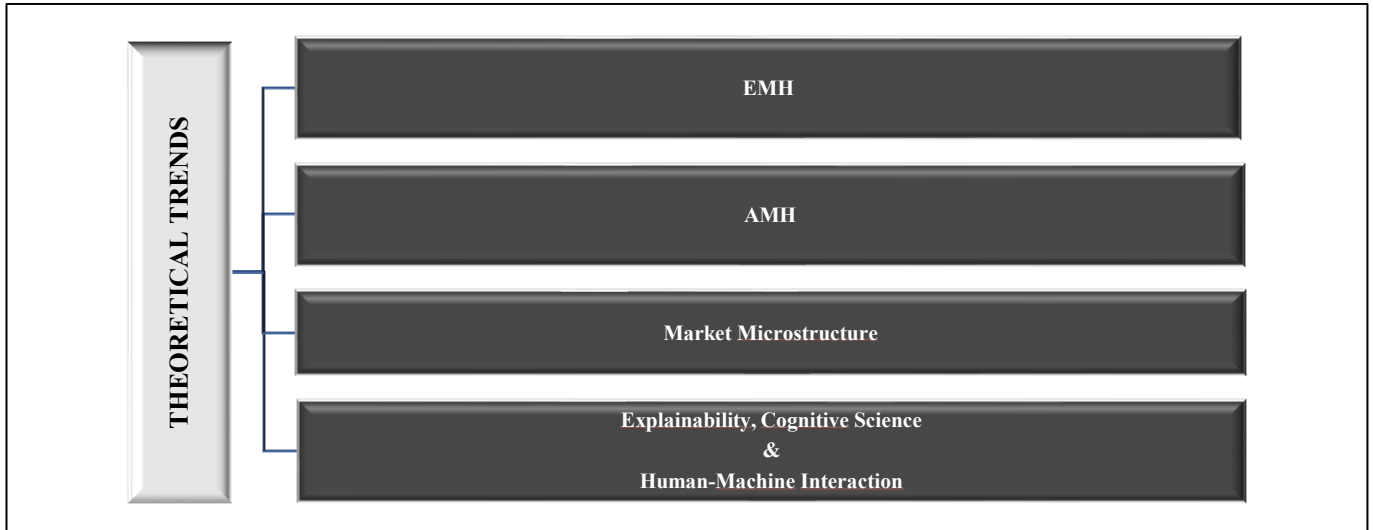 THEORETICAL TRENDS
EMH
AMH
Market Microstructure
Explainability, Cognitive Science
&
Human-Machine Interaction